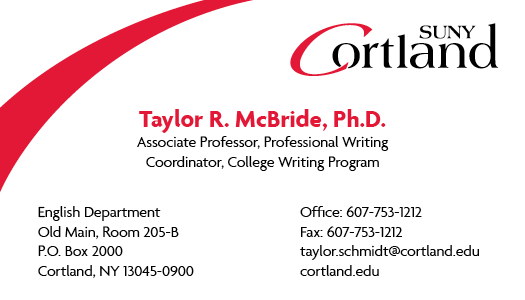 SUNY
Cortland
Taylor R. McBride, Ph.D.
Associate Professor, Professional Writing
Coordinator, College Writing Program
English Department
Old Main, Room 205-B
P.O. Box 2000
Cortland, NY 13045-0900
Office: 607-753-1212
Fax: 607-753-1212
taylor.schmidt@cortland.edu
cortland.edu